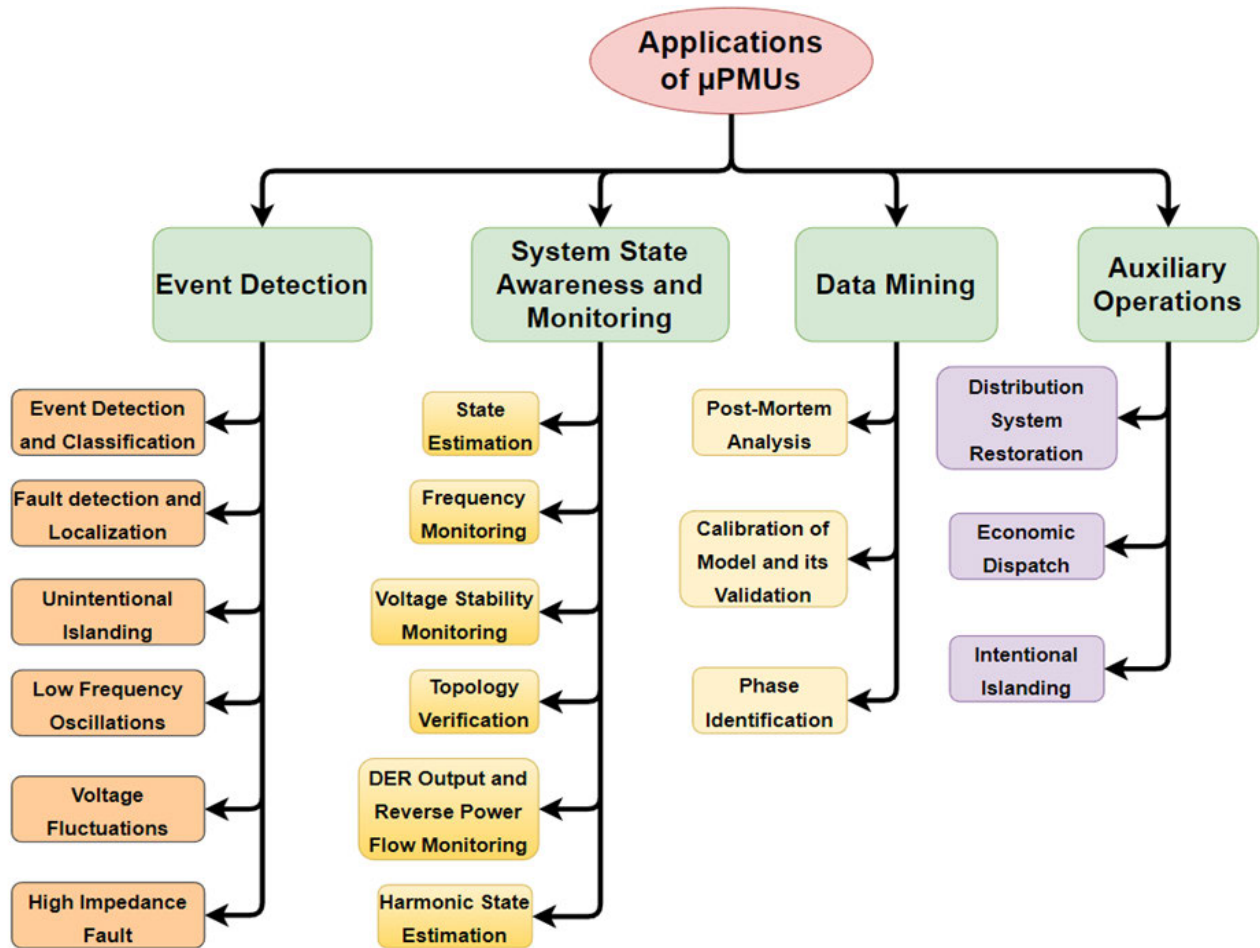 Applications
of µPMUs
Event Detection
System State
Awareness and
Monitoring
Data Mining
Auxiliary
Operations
Event Detection
and Classification
Fault detection and
Localization
Unintentional
Islanding
Low Frequency
Oscillations
Voltage
Fluctuations
High Impedance
Fault
State
Estimation
Frequency
Monitoring
Voltage Stability
Monitoring
Topology
Verification
DER Output and
Reverse Power
Flow Monitoring
Harmonic State
Estimation
Post-Mortem
Analysis
Calibration of
Model and its
Validation
Phase
Identification
Distribution
System
Restoration
Economic
Dispatch
Intentional
Islanding